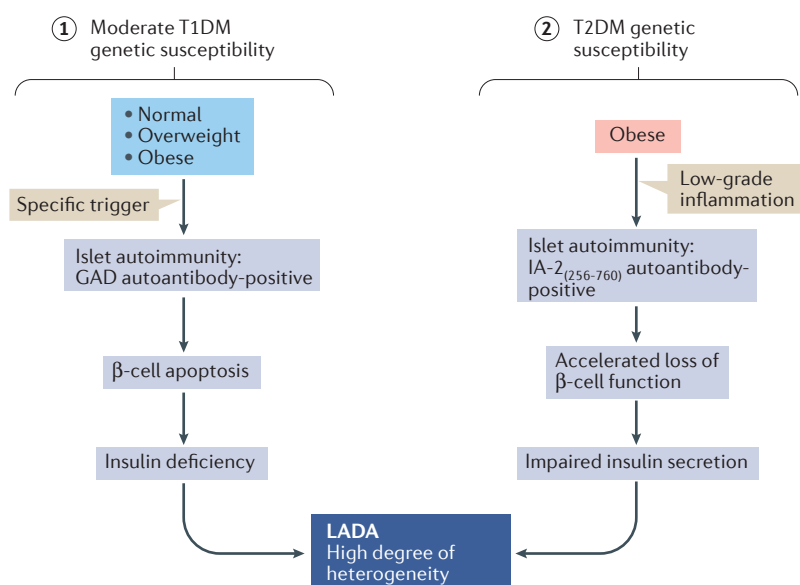 1 Moderate T1DM
genetic susceptibility
• Normal
• Overweight
• Obese
Specific trigger
Islet autoimmunity:
GAD autoantibody-positive
β-cell apoptosis
Insulin deficiency
2 T2DM genetic
susceptibility
Obese
Low-grade
inflammation
Islet autoimmunity:
IA-2(256-760) autoantibody-
positive
Accelerated loss of
β-cell function
Impaired insulin secretion
LADA
High degree of
heterogeneity